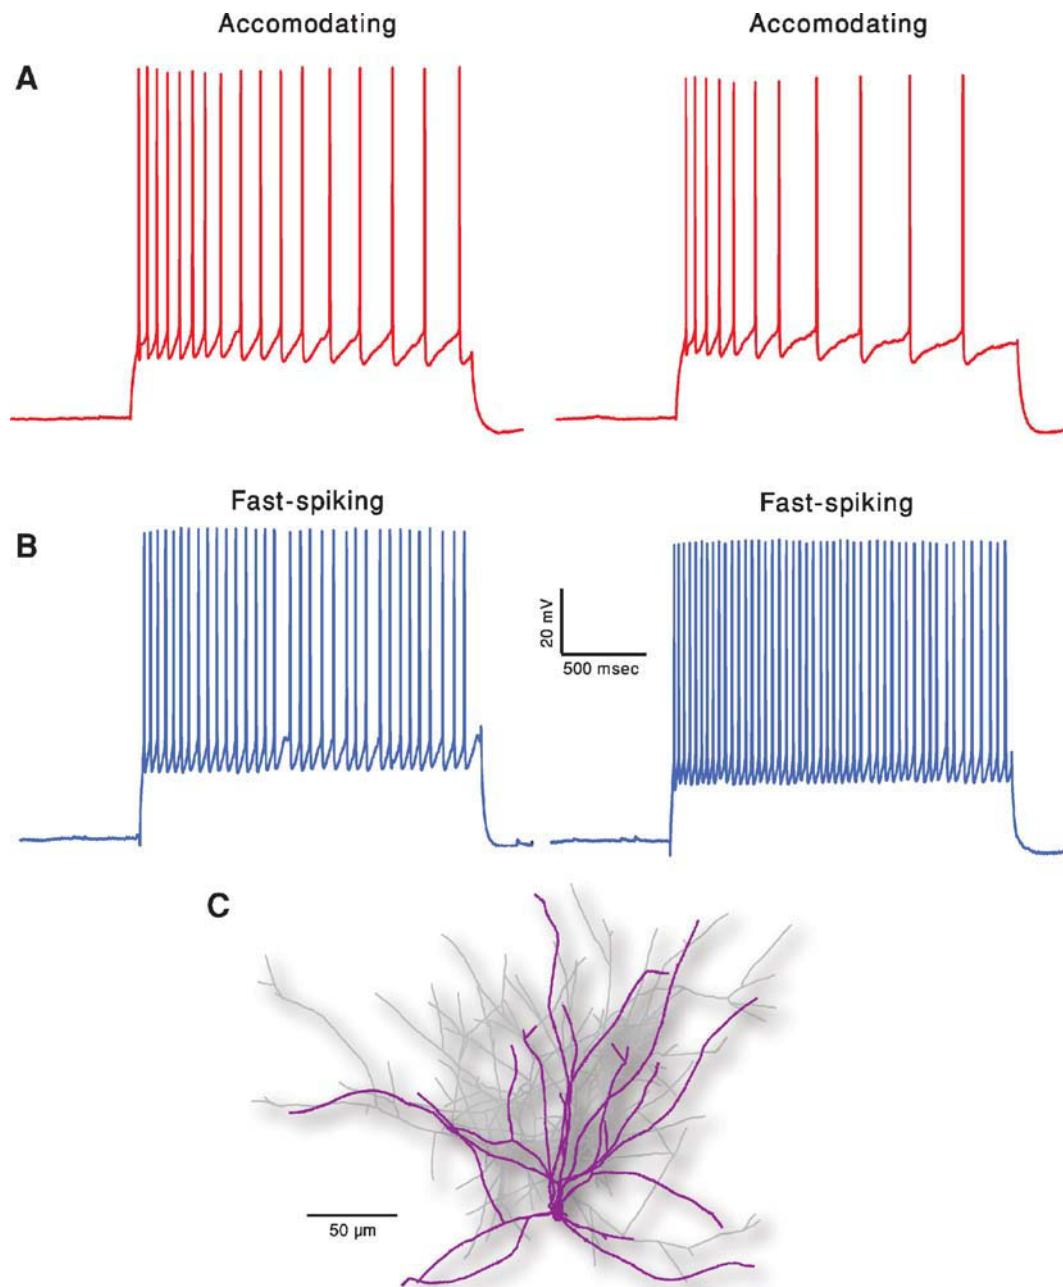 Accomodating
Accomodating
A
Fast-spiking
Fast-spiking
B
20 mV
500 msec
C
50 µm